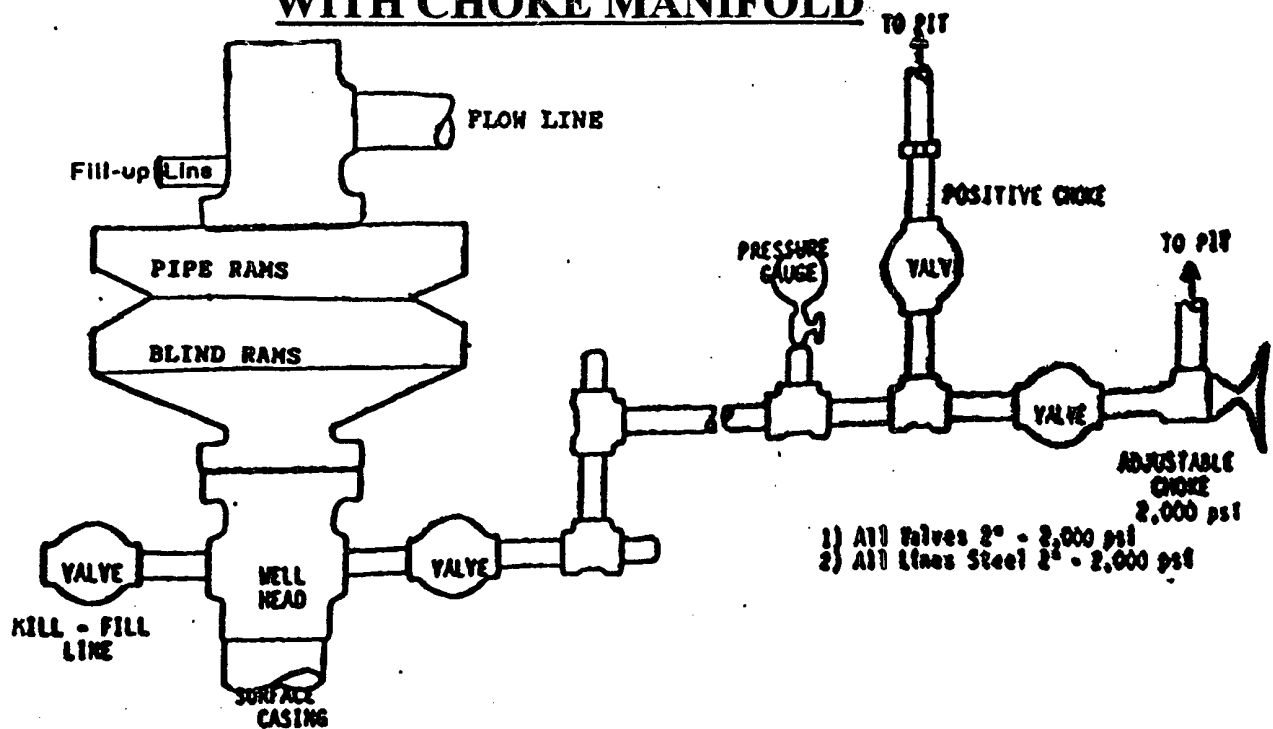 WITH CHOKE MANIFOLD
TO PIT
FLOW LINE
Fill-up Line
POSITIVE CHOKE
PRESSURE
GAUGE
VALV
TO PIT
PIPE RAMS
BLIND RAMS
VALVE
ADJUSTABLE
CHOKE
2,000 psi
1) All Valves 2" - 2,000 psi
2) All Lines Steel 2" - 2,000 psi
VALVE
WELL
HEAD
VALVE
KILL - FILL
LINE
SURFACE
CASING